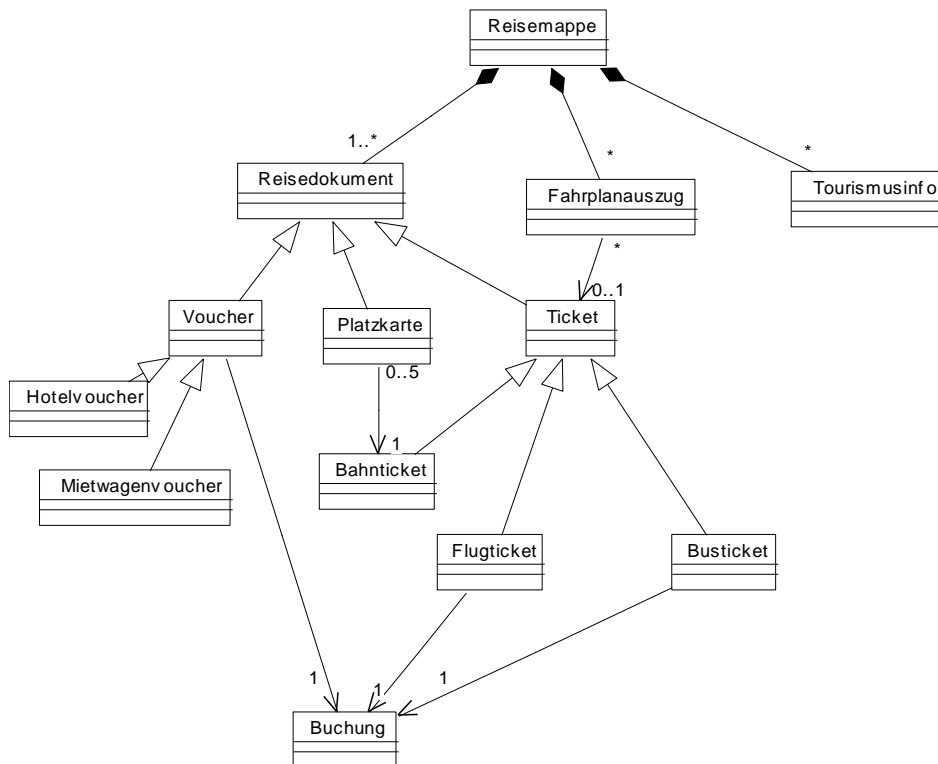 Reisemappe
1..*
*
*
Reisedokument
Fahrplanauszug
Tourismusinfo
*
0..1
Voucher
Platzkarte
Ticket
0..5
Hotelvoucher
1
Bahnticket
Mietwagenvoucher
Flugticket
Busticket
1
1
1
Buchung